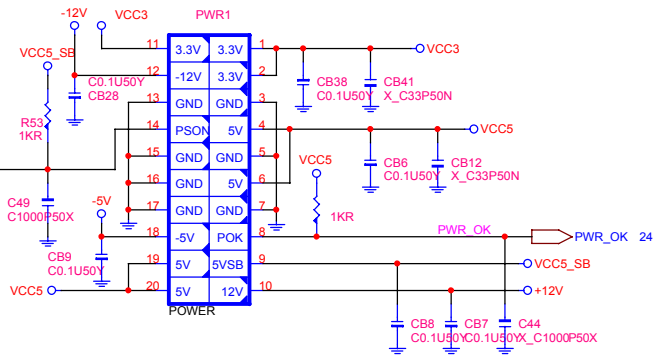 -12V VCC3 PWR1
VCC5_SB
11 3.3V 3.3V 1 VCC3
12 -12V 3.3V 2
C0.1U50Y
CB28
CB38
C0.1U50Y
CB41
X_C33P50N
R53
1KR
13 GND GND 3
14 PSON 5V 4 VCC5
15 GND GND 5
16 GND 5V 6
17 GND GND 7
CB6
C0.1U50Y
CB12
X_C33P50N
VCC5
1KR
C49
C1000P50X
-5V
18 -5V POK 8 PWR_OK PWR_OK 24
CB9
C0.1U50Y
19 5V 5VSB 9 VCC5_SB
VCC5 20 5V 12V 10 +12V
POWER
CB8
C0.1U50Y
CB7
C0.1U50Y
C44
X_C1000P50X